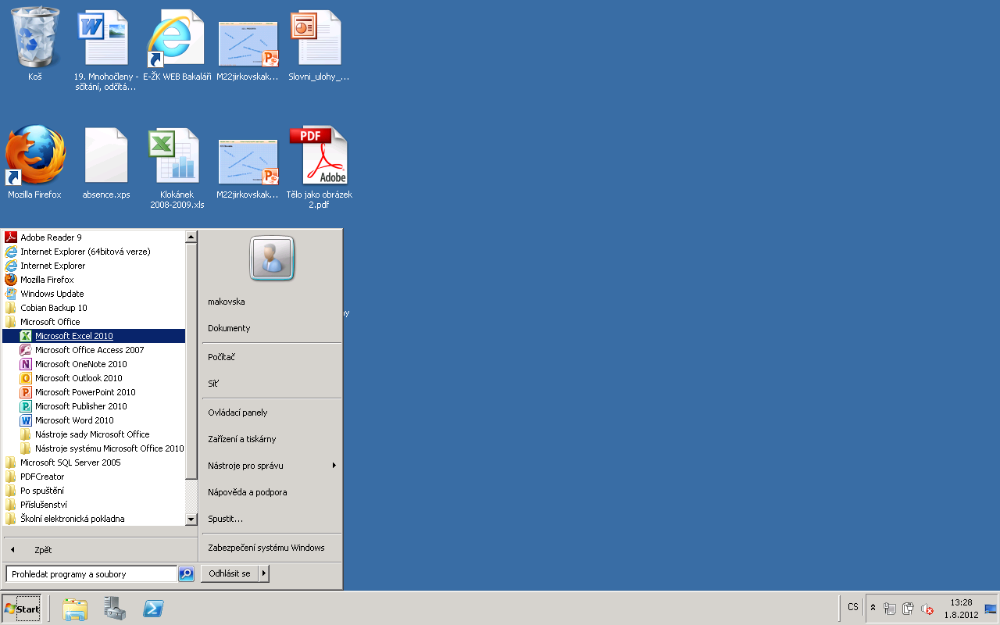 Koš
19. Mnohočleny -
sčítání, odčítá...
E-ŽK WEB Bakaláři
M22jirkovskak...
Slovni_ulohy_...
Mozilla Firefox
absence.xps
Klokánek
2008-2009.xls
M22jirkovskak...
PDF
Adobe
Tělo jako obrázek
2.pdf
Adobe Reader 9
Internet Explorer (64bitová verze)
Internet Explorer
Mozilla Firefox
Windows Update
Cobian Backup 10
Microsoft Office
Microsoft Excel 2010
Microsoft Office Access 2007
Microsoft OneNote 2010
Microsoft Outlook 2010
Microsoft PowerPoint 2010
Microsoft Publisher 2010
Microsoft Word 2010
Nástroje sady Microsoft Office
Nástroje systému Microsoft Office 2010
Microsoft SQL Server 2005
PDFCreator
Po spuštění
Příslušenství
Školní elektronická pokladna
Zpět
Prohledat programy a soubory
makovska
Dokumenty
Počítač
Síť
Ovládací panely
Zařízení a tiskárny
Nástroje pro správu
Nápověda a podpora
Spustit...
Zabezpečení systému Windows
Odhlásit se
Start
CS
13:28
1.8.2012